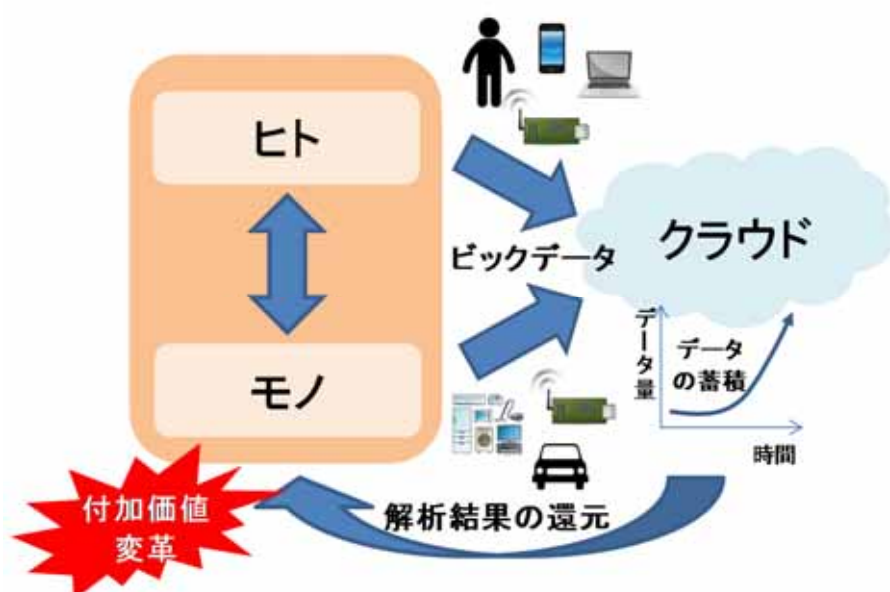 ヒト
モノ
ビックデータ
クラウド
データ量
データ
の蓄積
時間
解析結果の還元
付加価値
変革